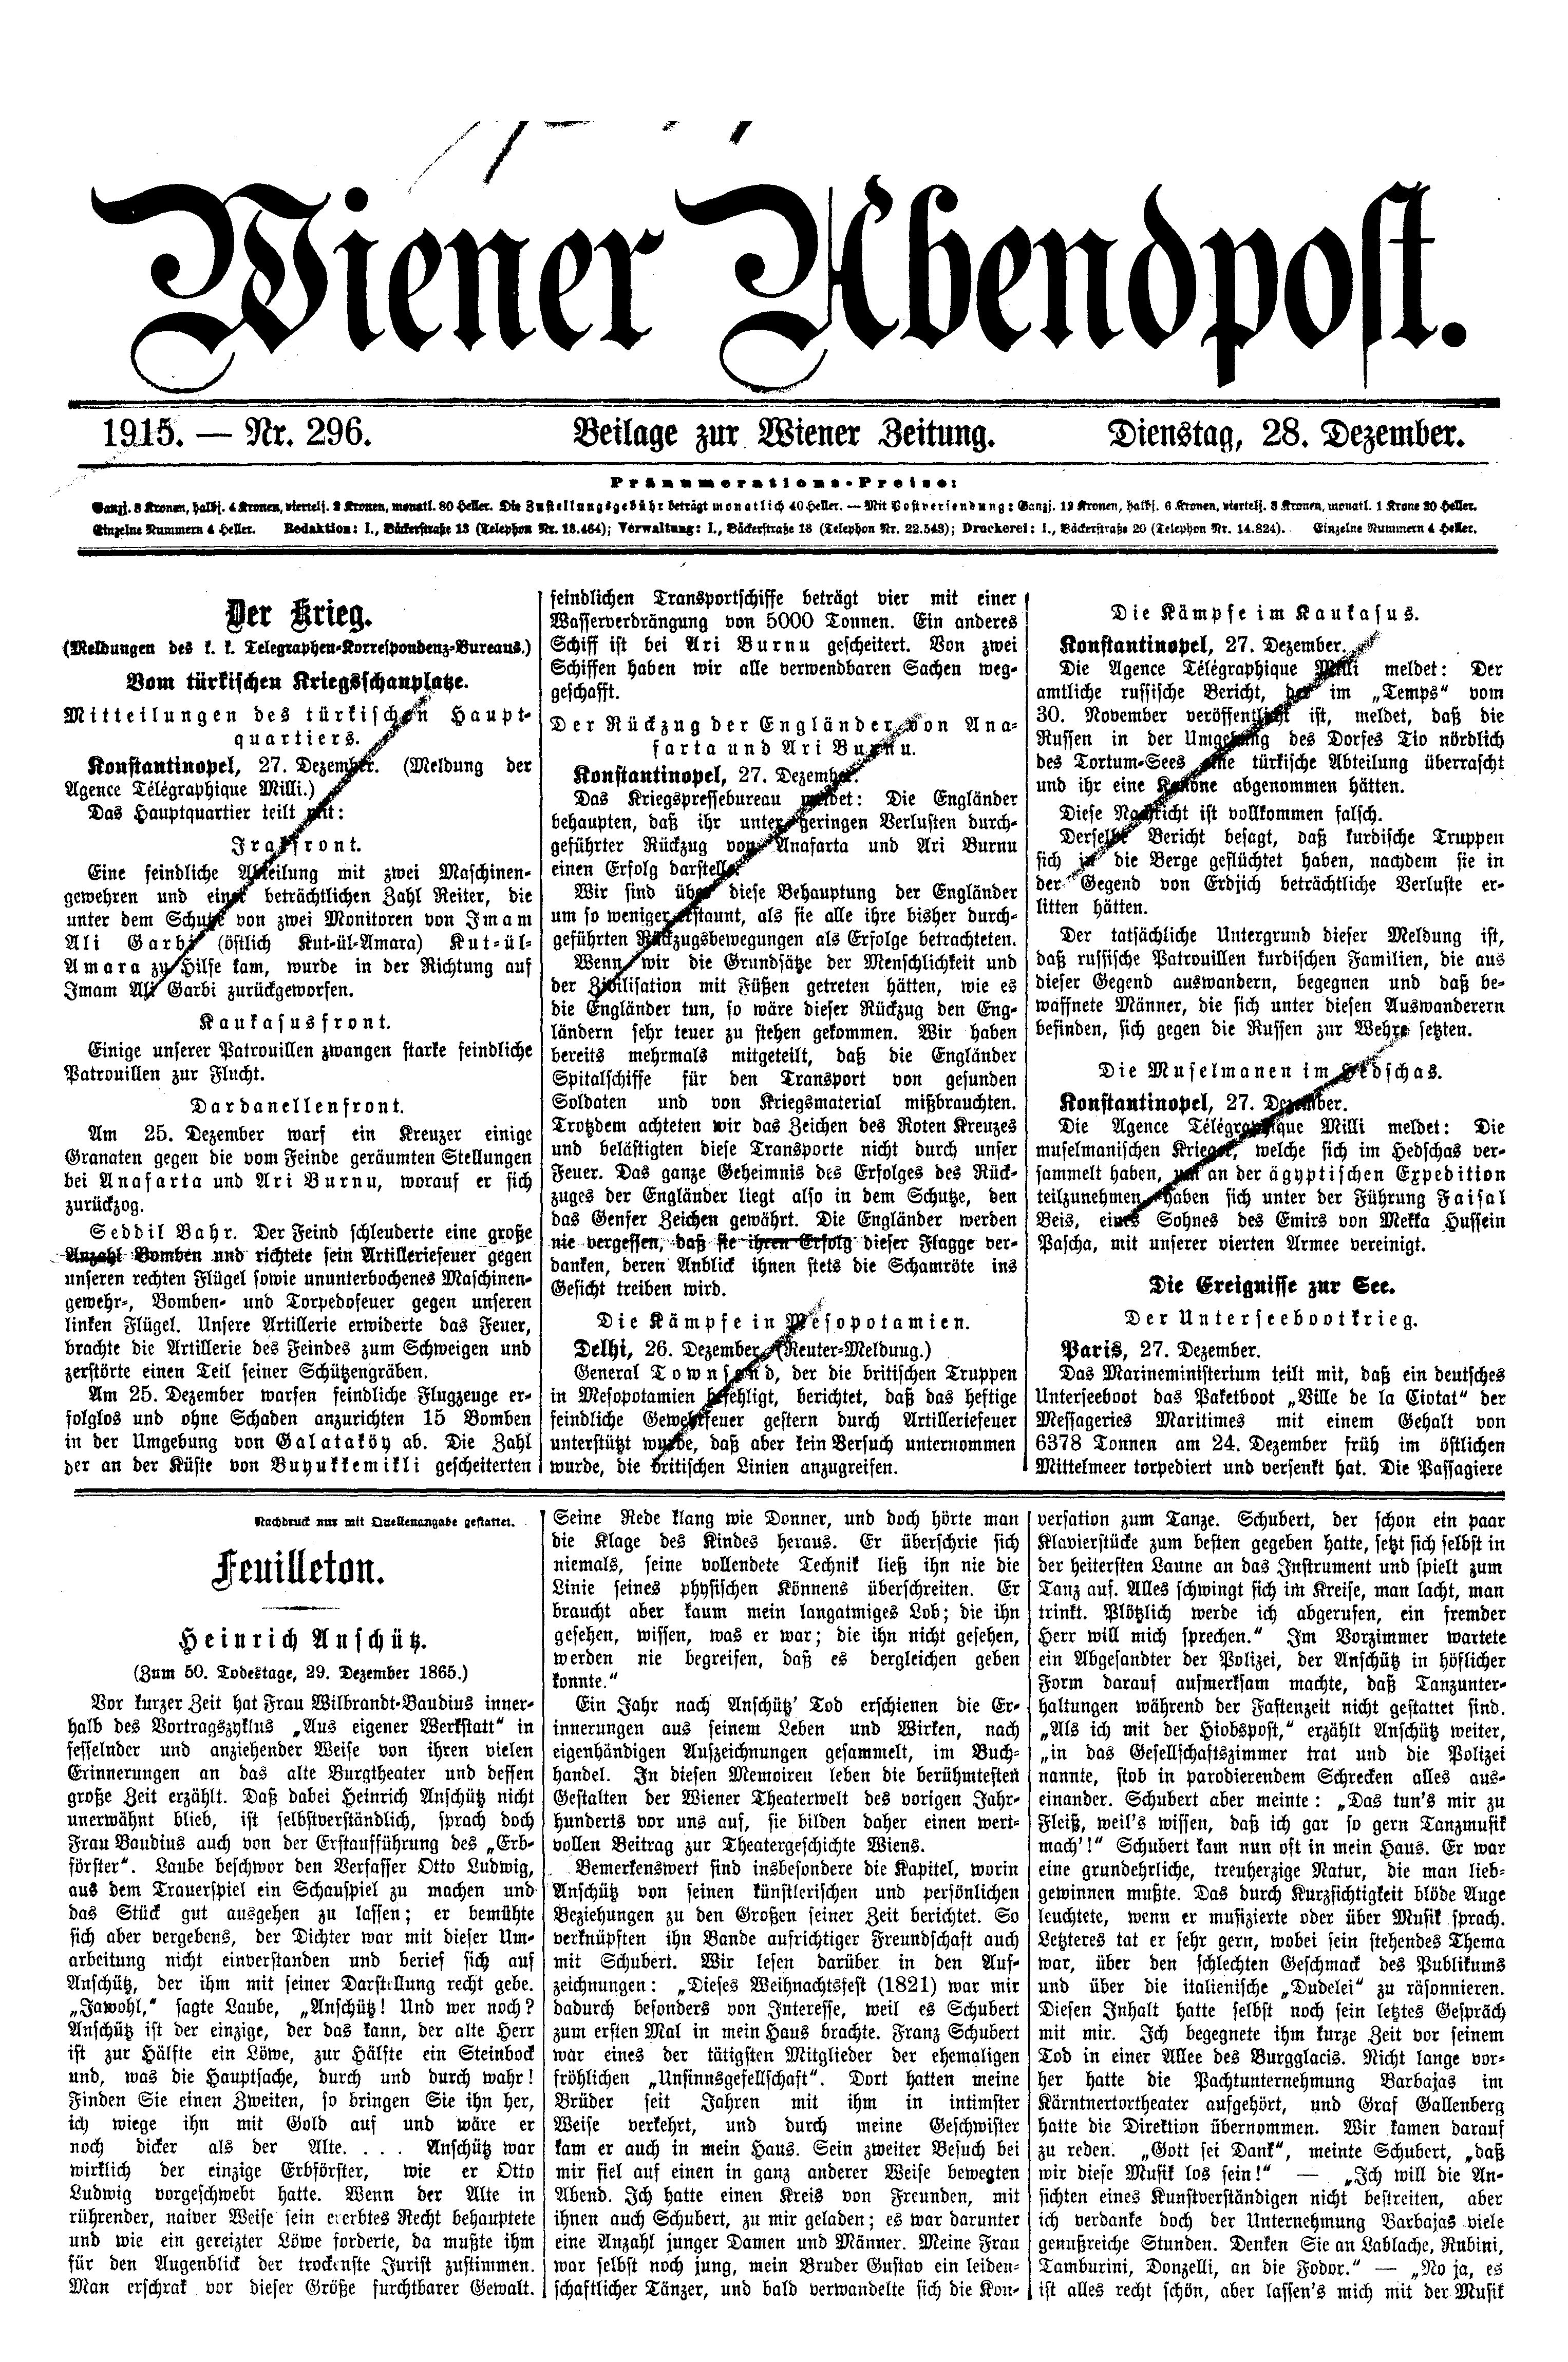 Wiener Abendpost.
1915. — Nr. 296.
Beilage zur Wiener Zeitung.
Dienstag, 28. Dezember.
Pränumerations-Preise:
Ganzj. 8 Kronen, halbj. 4 Kronen, viertelj. 2 Kronen, monatl. 80 Heller. Die Zustellungsgebühr beträgt monatlich 40 Heller. — Mit Postversendung: Ganzj. 12 Kronen, halbj. 6 Kronen, viertelj. 3 Kronen, monatl. 1 Krone 20 Heller.
Einzelne Nummern 4 Heller. Redaktion: I., Bäckerstraße 13 (Telephon Nr. 13.464); Verwaltung: I., Bäckerstraße 18 (Telephon Nr. 22.543); Druckerei: I., Bäckerstraße 20 (Telephon Nr. 14.824). Einzelne Nummern 4 Heller.
Der Krieg.
(Meldungen des k. k. Telegraphen-Korrespondenz-Bureaus.)
Vom türkischen Kriegsschauplatze.
Mitteilungen des türkischen Haupt-
quartiers.
Konstantinopel, 27. Dezember. (Meldung der
Agence Télégraphique Milli.)
Das Hauptquartier teilt mit:
Irakfront.
Eine feindliche Abteilung mit zwei Maschinen-
gewehren und einer beträchtlichen Zahl Reiter, die
unter dem Schutze von zwei Monitoren von Imam
Ali Garbi (östlich Kut-ül-Amara) Kut-ül-
Amara zu Hilfe kam, wurde in der Richtung auf
Imam Ali Garbi zurückgeworfen.
Kaukasusfront.
Einige unserer Patrouillen zwangen starke feindliche
Patrouillen zur Flucht.
Dardanellenfront.
Am 25. Dezember warf ein Kreuzer einige
Granaten gegen die vom Feinde geräumten Stellungen
bei Anafarta und Ari Burnu, worauf er sich
zurückzog.
Seddil Bahr. Der Feind schleuderte eine große
Anzahl Bomben und richtete sein Artilleriefeuer gegen
unseren rechten Flügel sowie ununterbochenes Maschinen-
gewehr-, Bomben- und Torpedofeuer gegen unseren
linken Flügel. Unsere Artillerie erwiderte das Feuer,
brachte die Artillerie des Feindes zum Schweigen und
zerstörte einen Teil seiner Schützengräben.
Am 25. Dezember warfen feindliche Flugzeuge er-
folglos und ohne Schaden anzurichten 15 Bomben
in der Umgebung von Galataköy ab. Die Zahl
der an der Küste von Buyukkemikli gescheiterten
feindlichen Transportschiffe beträgt vier mit einer
Wasserverdrängung von 5000 Tonnen. Ein anderes
Schiff ist bei Ari Burnu gescheitert. Von zwei
Schiffen haben wir alle verwendbaren Sachen weg-
geschafft.
Der Rückzug der Engländer von Ana-
farta und Ari Burnu.
Konstantinopel, 27. Dezember.
Das Kriegspressebureau meldet: Die Engländer
behaupten, daß ihr unter geringen Verlusten durch-
geführter Rückzug von Anafarta und Ari Burnu
einen Erfolg darstelle.
Wir sind über diese Behauptung der Engländer
um so weniger erstaunt, als sie alle ihre bisher durch-
geführten Rückzugsbewegungen als Erfolge betrachteten.
Wenn wir die Grundsätze der Menschlichkeit und
der Zivilisation mit Füßen getreten hätten, wie es
die Engländer tun, so wäre dieser Rückzug den Eng-
ländern sehr teuer zu stehen gekommen. Wir haben
bereits mehrmals mitgeteilt, daß die Engländer
Spitalschiffe für den Transport von gesunden
Soldaten und von Kriegsmaterial mißbrauchten.
Trotzdem achteten wir das Zeichen des Roten Kreuzes
und belästigten diese Transporte nicht durch unser
Feuer. Das ganze Geheimnis des Erfolges des Rück-
zuges der Engländer liegt also in dem Schutze, den
das Genfer Zeichen gewährt. Die Engländer werden
nie vergessen, daß sie ihren Erfolg dieser Flagge ver-
danken, deren Anblick ihnen stets die Schamröte ins
Gesicht treiben wird.
Die Kämpfe in Mesopotamien.
Delhi, 26. Dezember. (Reuter-Meldung.)
General Townsend, der die britischen Truppen
in Mesopotamien befehligt, berichtet, daß das heftige
feindliche Gewehrfeuer gestern durch Artilleriefeuer
unterstützt wurde, daß aber kein Versuch unternommen
wurde, die britischen Linien anzugreifen.
Die Kämpfe im Kaukasus.
Konstantinopel, 27. Dezember.
Die Agence Télégraphique Milli meldet: Der
amtliche russische Bericht, der im „Temps“ vom
30. November veröffentlicht ist, meldet, daß die
Russen in der Umgebung des Dorfes Tio nördlich
des Tortum-Sees eine türkische Abteilung überrascht
und ihr eine Kanone abgenommen hätten.
Diese Nachricht ist vollkommen falsch.
Derselbe Bericht besagt, daß kurdische Truppen
sich in die Berge geflüchtet haben, nachdem sie in
der Gegend von Erdjich beträchtliche Verluste er-
litten hätten.
Der tatsächliche Untergrund dieser Meldung ist,
daß russische Patrouillen kurdischen Familien, die aus
dieser Gegend auswandern, begegnen und daß be-
waffnete Männer, die sich unter diesen Auswanderern
befinden, sich gegen die Russen zur Wehre setzten.
Die Muselmanen im Hedschas.
Konstantinopel, 27. Dezember.
Die Agence Télégraphique Milli meldet: Die
muselmanischen Krieger, welche sich im Hedschas ver-
sammelt haben, um an der ägyptischen Expedition
teilzunehmen, haben sich unter der Führung Faisal
Beis, eines Sohnes des Emirs von Mekka Hussein
Pascha, mit unserer vierten Armee vereinigt.
Die Ereignisse zur See.
Der Unterseebootkrieg.
Paris, 27. Dezember.
Das Marineministerium teilt mit, daß ein deutsches
Unterseeboot das Paketboot „Ville de la Ciotat“ der
Messageries Maritimes mit einem Gehalt von
6378 Tonnen am 24. Dezember früh im östlichen
Mittelmeer torpediert und versenkt hat. Die Passagiere
Nachdruck nur mit Quellenangabe gestattet.
Feuilleton.
Heinrich Anschütz.
(Zum 50. Todestage, 29. Dezember 1865.)
Vor kurzer Zeit hat Frau Wilbrandt-Baudius inner-
halb des Vortragszyklus „Aus eigener Werkstatt“ in
fesselnder und anziehender Weise von ihren vielen
Erinnerungen an das alte Burgtheater und dessen
große Zeit erzählt. Daß dabei Heinrich Anschütz nicht
unerwähnt blieb, ist selbstverständlich, sprach doch
Frau Baudius auch von der Erstaufführung des „Erb-
förster“. Laube beschwor den Verfasser Otto Ludwig,
aus dem Trauerspiel ein Schauspiel zu machen und
das Stück gut ausgehen zu lassen; er bemühte
sich aber vergebens, der Dichter war mit dieser Um-
arbeitung nicht einverstanden und berief sich auf
Anschütz, der ihm mit seiner Darstellung recht gebe.
„Jawohl,“ sagte Laube, „Anschütz! Und wer noch?
Anschütz ist der einzige, der das kann, der alte Herr
ist zur Hälfte ein Löwe, zur Hälfte ein Steinbock
und, was die Hauptsache, durch und durch wahr!
Finden Sie einen Zweiten, so bringen Sie ihn her,
ich wiege ihn mit Gold auf und wäre er
noch dicker als der Alte. . . . Anschütz war
wirklich der einzige Erbförster, wie er Otto
Ludwig vorgeschwebt hatte. Wenn der Alte in
rührender, naiver Weise sein ererbtes Recht behauptete
und wie ein gereizter Löwe forderte, da mußte ihm
für den Augenblick der trockenste Jurist zustimmen.
Man erschrak vor dieser Größe furchtbarer Gewalt.
Seine Rede klang wie Donner, und doch hörte man
die Klage des Kindes heraus. Er überschrie sich
niemals, seine vollendete Technik ließ ihn nie die
Linie seines physischen Könnens überschreiten. Er
braucht aber kaum mein langatmiges Lob; die ihn
gesehen, wissen, was er war; die ihn nicht gesehen,
werden nie begreifen, daß es dergleichen geben
konnte.“
Ein Jahr nach Anschütz' Tod erschienen die Er-
innerungen aus seinem Leben und Wirken, nach
eigenhändigen Aufzeichnungen gesammelt, im Buch-
handel. In diesen Memoiren leben die berühmtesten
Gestalten der Wiener Theaterwelt des vorigen Jahr-
hunderts vor uns auf, sie bilden daher einen wert-
vollen Beitrag zur Theatergeschichte Wiens.
Bemerkenswert sind insbesondere die Kapitel, worin
Anschütz von seinen künstlerischen und persönlichen
Beziehungen zu den Großen seiner Zeit berichtet. So
verknüpften ihn Bande aufrichtiger Freundschaft auch
mit Schubert. Wir lesen darüber in den Auf-
zeichnungen: „Dieses Weihnachtsfest (1821) war mir
dadurch besonders von Interesse, weil es Schubert
zum ersten Mal in mein Haus brachte. Franz Schubert
war eines der tätigsten Mitglieder der ehemaligen
fröhlichen „Unsinnsgesellschaft“. Dort hatten meine
Brüder seit Jahren mit ihm in intimster
Weise verkehrt, und durch meine Geschwister
kam er auch in mein Haus. Sein zweiter Besuch bei
mir fiel auf einen in ganz anderer Weise bewegten
Abend. Ich hatte einen Kreis von Freunden, mit
ihnen auch Schubert, zu mir geladen; es war darunter
eine Anzahl junger Damen und Männer. Meine Frau
war selbst noch jung, mein Bruder Gustav ein leiden-
schaftlicher Tänzer, und bald verwandelte sich die Kon-
versation zum Tanze. Schubert, der schon ein paar
Klavierstücke zum besten gegeben hatte, setzt sich selbst in
der heitersten Laune an das Instrument und spielt zum
Tanz auf. Alles schwingt sich im Kreise, man lacht, man
trinkt. Plötzlich werde ich abgerufen, ein fremder
Herr will mich sprechen.“ Im Vorzimmer wartete
ein Abgesandter der Polizei, der Anschütz in höflicher
Form darauf aufmerksam machte, daß Tanzunter-
haltungen während der Fastenzeit nicht gestattet sind.
„Als ich mit der Hiobspost,“ erzählt Anschütz weiter,
„in das Gesellschaftszimmer trat und die Polizei
nannte, stob in parodierendem Schrecken alles aus-
einander. Schubert aber meinte: „Das tun's mir zu
Fleiß, weil's wissen, daß ich gar so gern Tanzmusik
mach'!“ Schubert kam nun oft in mein Haus. Er war
eine grundehrliche, treuherzige Natur, die man lieb-
gewinnen mußte. Das durch Kurzsichtigkeit blöde Auge
leuchtete, wenn er musizierte oder über Musik sprach.
Letzteres tat er sehr gern, wobei sein stehendes Thema
war, über den schlechten Geschmack des Publikums
und über die italienische „Dudelei“ zu räsonnieren.
Diesen Inhalt hatte selbst noch sein letztes Gespräch
mit mir. Ich begegnete ihm kurze Zeit vor seinem
Tod in einer Allee des Burgglacis. Nicht lange vor-
her hatte die Pachtunternehmung Barbajas im
Kärntnertortheater aufgehört, und Graf Gallenberg
hatte die Direktion übernommen. Wir kamen darauf
zu reden. „Gott sei Dank“, meinte Schubert, „daß
wir diese Musik los sein!“ — „Ich will die An-
sichten eines Kunstverständigen nicht bestreiten, aber
ich verdanke doch der Unternehmung Barbajas viele
genußreiche Stunden. Denken Sie an Lablache, Rubini,
Tamburini, Donzelli, an die Fodor.“ — „No ja, es
ist alles recht schön, aber lassen's mich mit der Musik